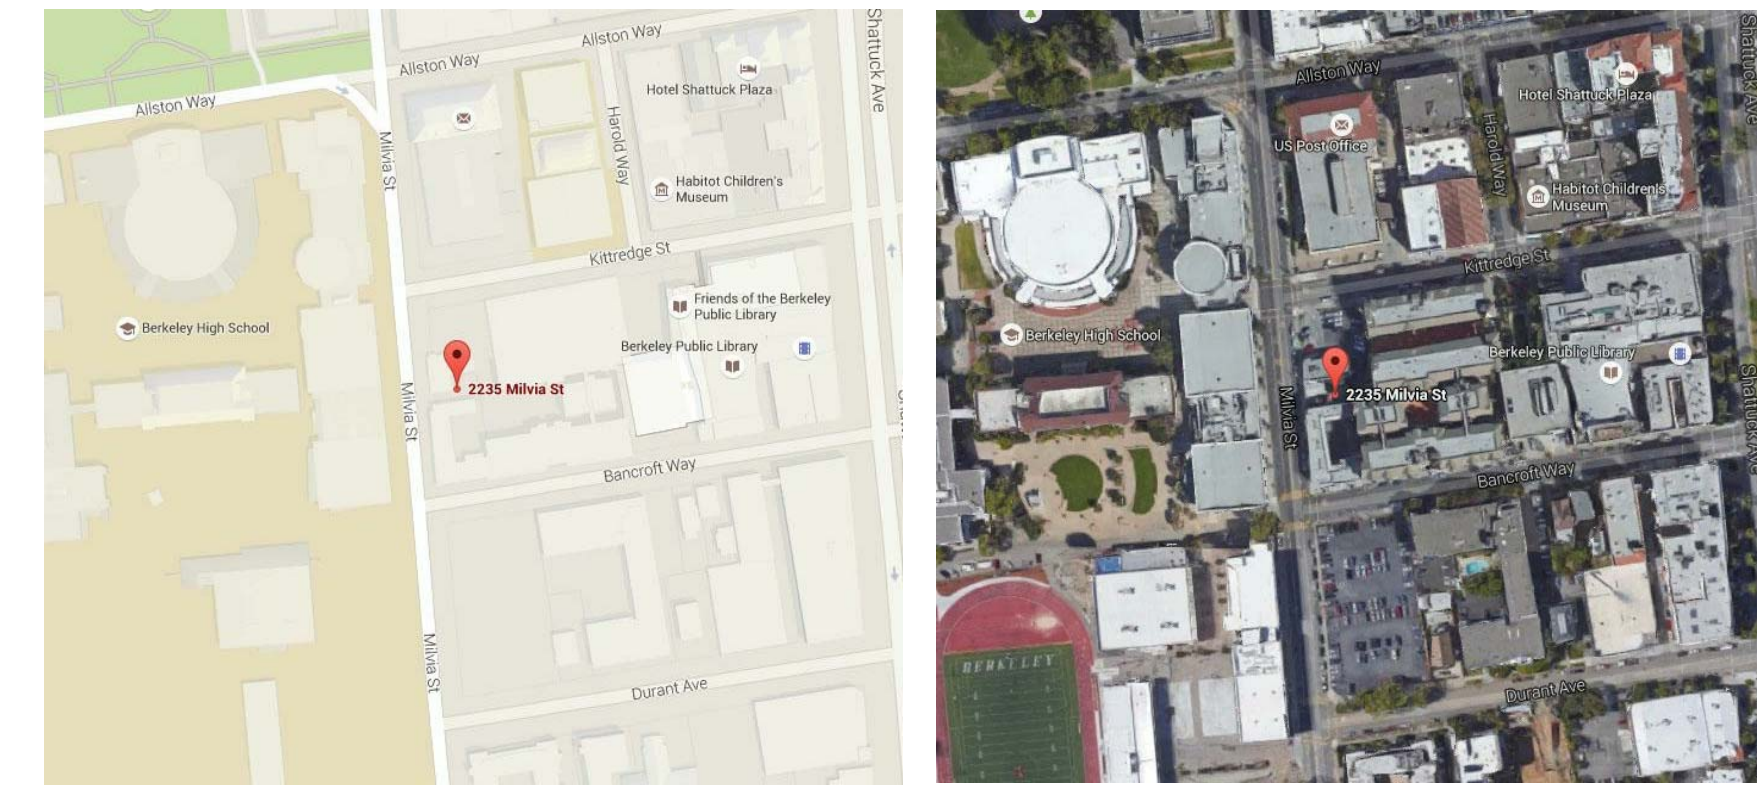 Allston Way
Shattuck Ave
Allston Way
Hotel Shattuck Plaza
Allston Way
Harold Way
Milvia St
Habitot Children's
Museum
Kittredge St
Friends of the Berkeley
Public Library
Berkeley High School
Berkeley Public Library
2235 Milvia St
Milvia St
Bancroft Way
Milvia St
Durant Ave
Shattuck Ave
Allston Way
Hotel Shattuck Plaza
US Post Office
Harold Way
Habitot Children's
Museum
Kittredge St
Berkeley High School
Berkeley Public Library
2235 Milvia St
Milvia St
Shattuck Ave
Bancroft Way
BERKELEY
Durant Ave